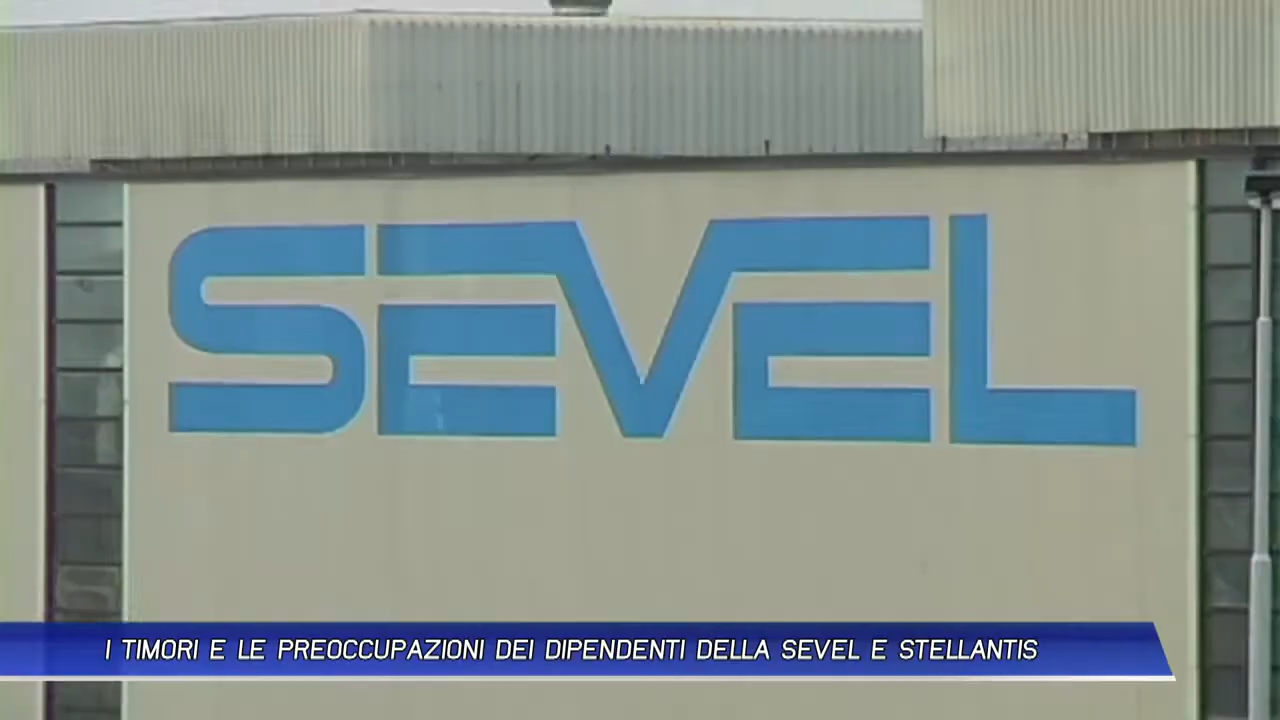 SEVEL
I TIMORI E LE PREOCCUPAZIONI DEI DIPENDENTI DELLA SEVEL E STELLANTIS